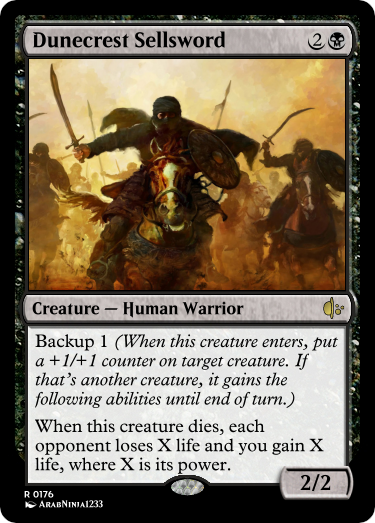 Dunecrest Sellsword 2
Creature — Human Warrior
Backup 1 (When this creature enters, put
a +1/+1 counter on target creature. If
that's another creature, it gains the
following abilities until end of turn.)
When this creature dies, each
opponent loses X life and you gain X
life, where X is its power.
2/2
R 0176
ArabNinja1233